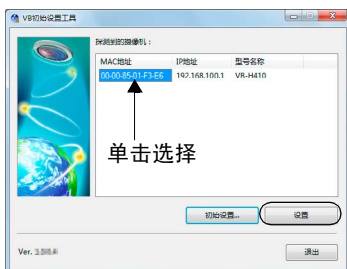 VB初始设置工具
探测到的摄像机：
MAC地址 IP地址 型号名称
00-00-85-01-F3-E6 192.168.100.1 VB-H410
单击选择
初始设置... 设置
Ver. 退出